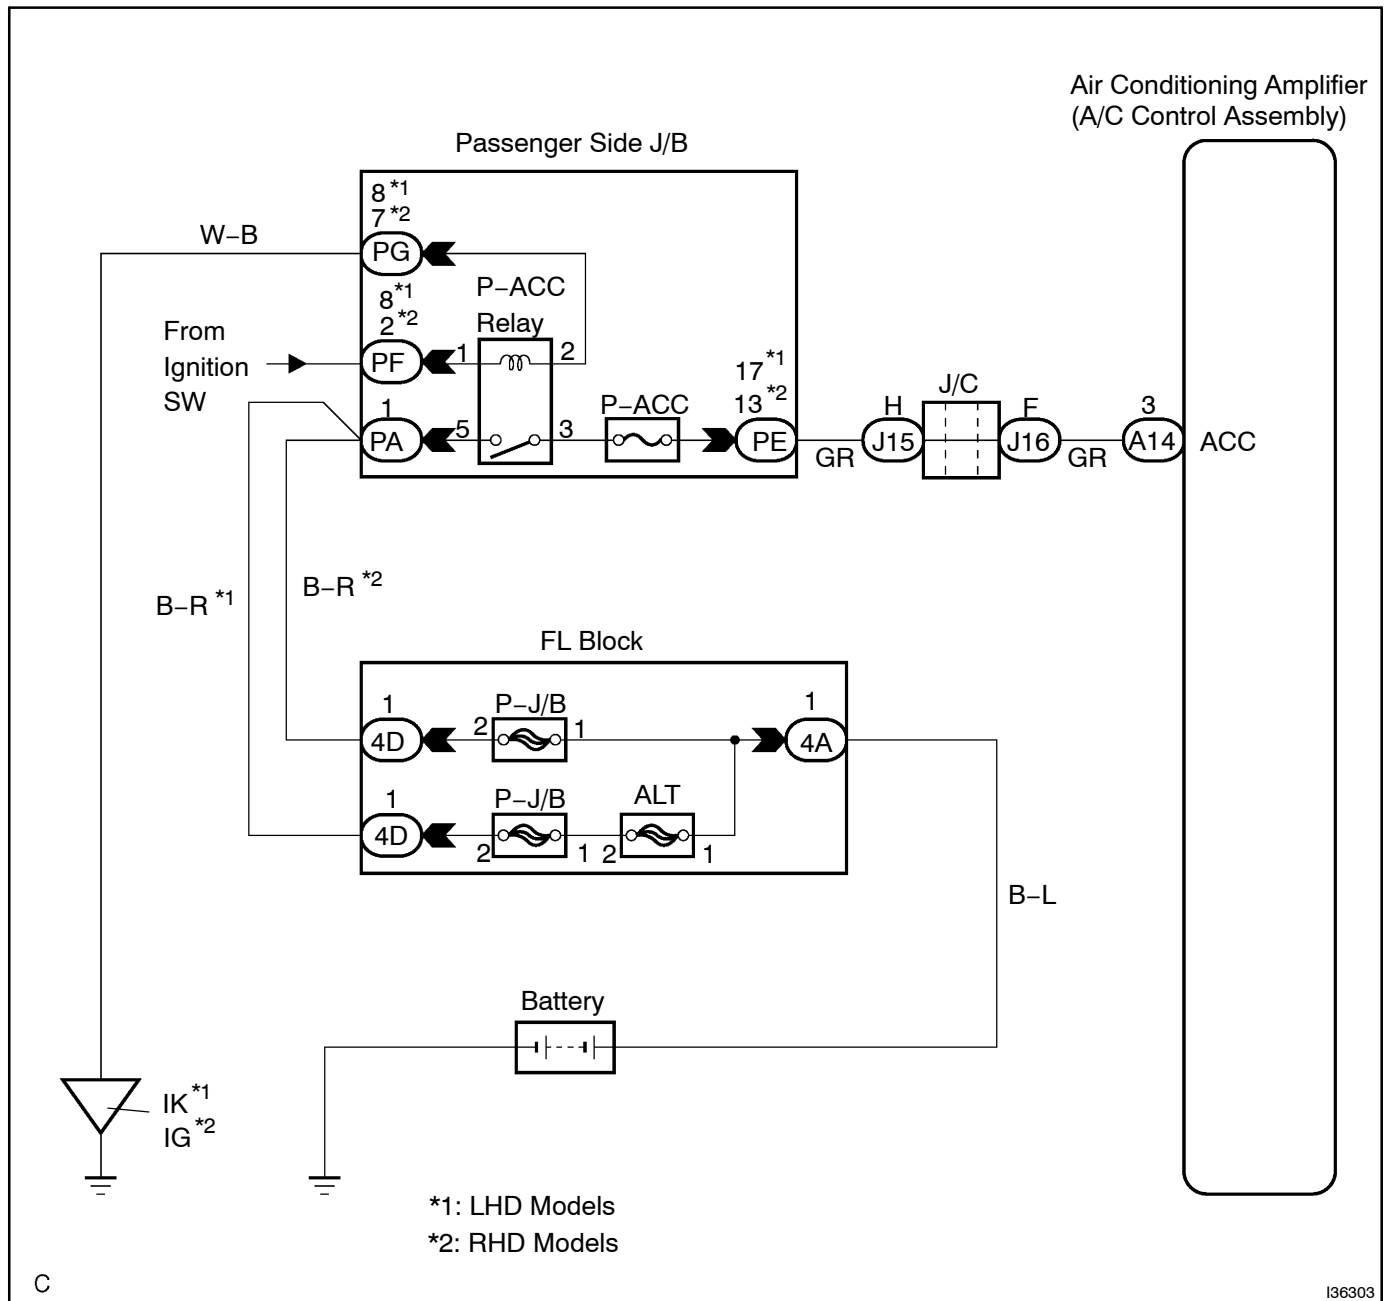 Air Conditioning Amplifier
(A/C Control Assembly)
Passenger Side J/B
8 *1
7 *2
W–B
PG
P–ACC
Relay
8 *1
2 *2
From
Ignition
SW
PF
1
2
17 *1
13 *2
J/C
1
P–ACC
H
F
3
PA
5
3
PE
GR
J15
J16
GR
A14
ACC
B–R *1
B–R *2
FL Block
1
P–J/B
1
4D
2
1
4A
1
P–J/B
ALT
4D
2
1
2
1
B–L
Battery
IK *1
IG *2
*1: LHD Models
*2: RHD Models
C
I36303